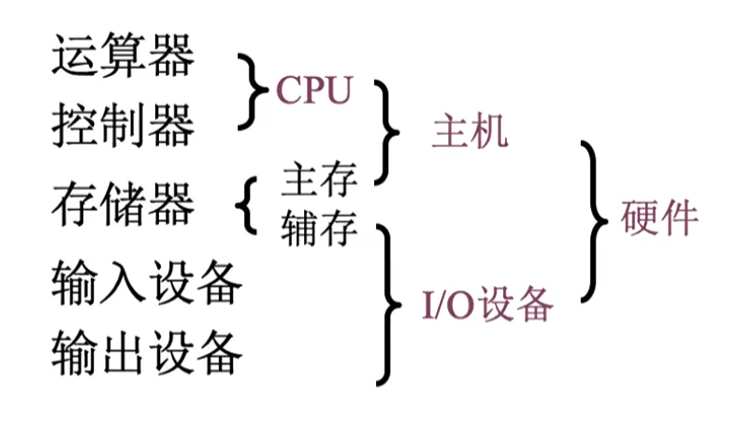 运算器
CPU
控制器
主机
存储器
主存
辅存
硬件
输入设备
I/O设备
输出设备